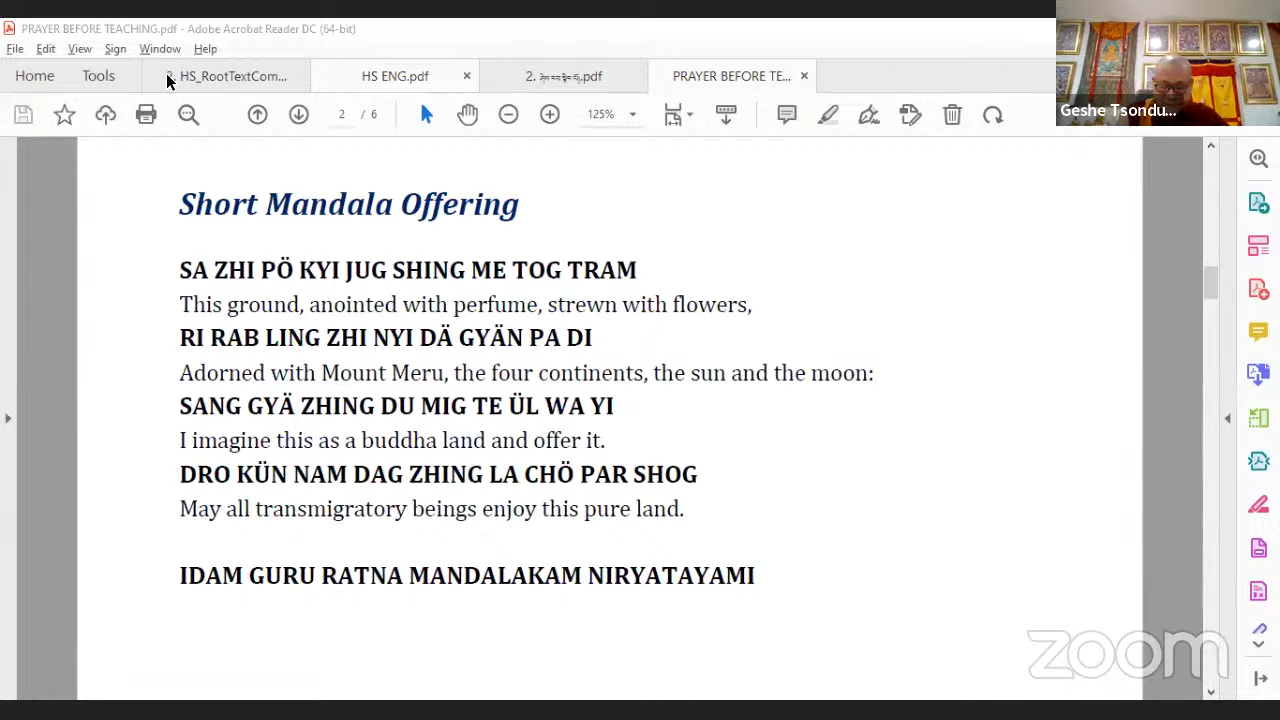 PRAYER BEFORE TEACHING.pdf - Adobe Acrobat Reader DC (64-bit)
File Edit View Sign Window Help
Home Tools HS_RootTextCom... HS ENG.pdf × 2. .pdf PRAYER BEFORE TE... ×
2 / 6 125%
Geshe Tsondu...
Short Mandala Offering
SA ZHI PÖ KYI JUG SHING ME TOG TRAM
This ground, anointed with perfume, strewn with flowers,
RI RAB LING ZHI NYI DÄ GYÄN PA DI
Adorned with Mount Meru, the four continents, the sun and the moon:
SANG GYÄ ZHING DU MIG TE ÜL WA YI
I imagine this as a buddha land and offer it.
DRO KÜN NAM DAG ZHING LA CHÖ PAR SHOG
May all transmigratory beings enjoy this pure land.
IDAM GURU RATNA MANDALAKAM NIRYATAYAMI
zoom